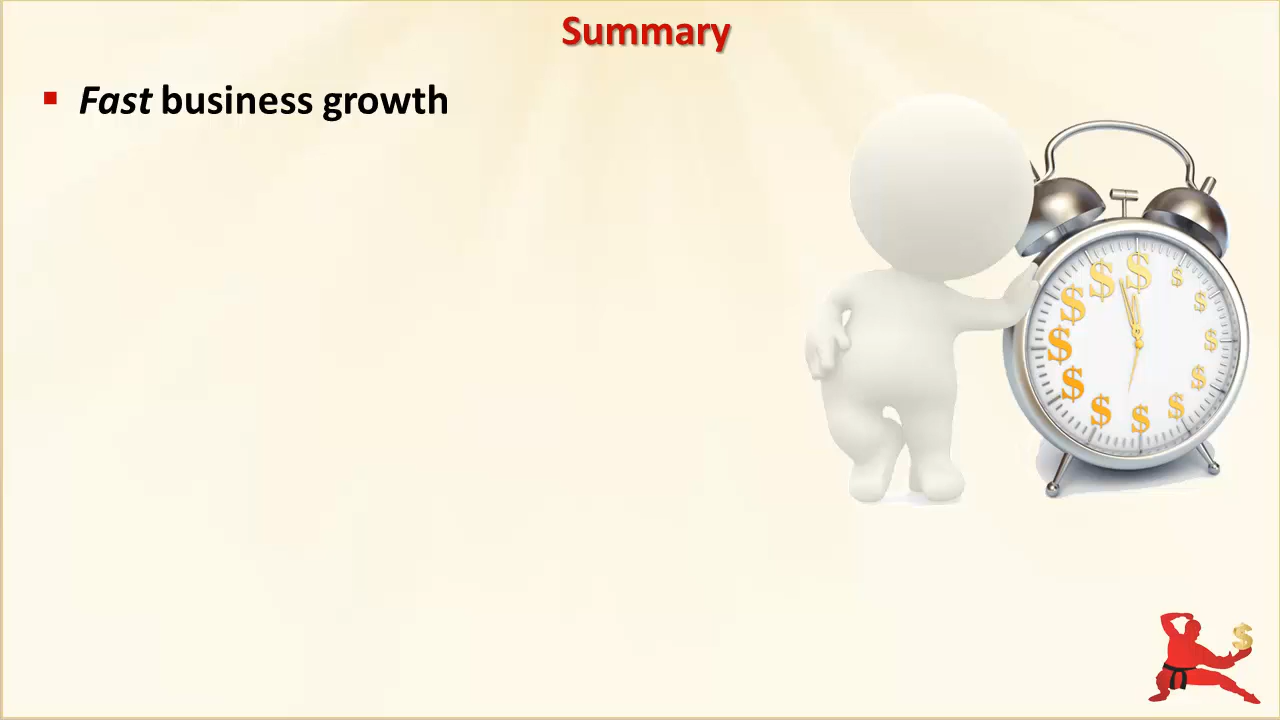 Summary
Fast business growth
$ $ $ $ $ $ $ $ $ $ $ $
$